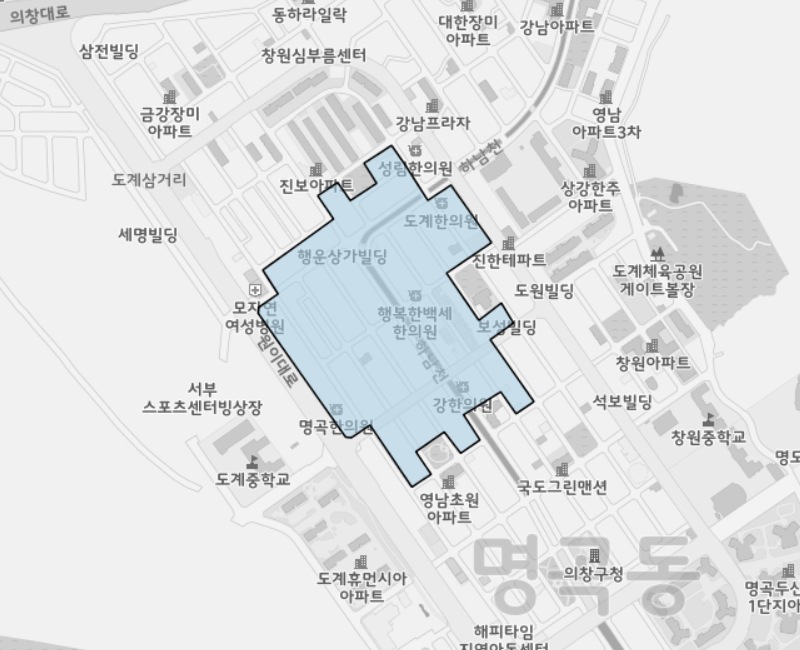 의창대로
동하라일락
대한장미
아파트
강남아파트
삼전빌딩
창원심부름센터
금강장미
아파트
강남프라자
영남
아파트3차
하남천
성림한의원
도계삼거리
진보아파트
상강한주
아파트
도계한의원
세명빌딩
행운상가빌딩
진한테파트
도계체육공원
게이트볼장
도원빌딩
모자연
여성병원
행복한백세
한의원
보성빌딩
원이대로
하남천
창원아파트
서부
스포츠센터빙상장
강한의원
석보빌딩
명곡한의원
창원중학교
명도
도계중학교
국도그린맨션
영남초원
아파트
명곡동
의창구청
도계휴먼시아
아파트
명곡두산
1단지아
해피타임
지역아동센터